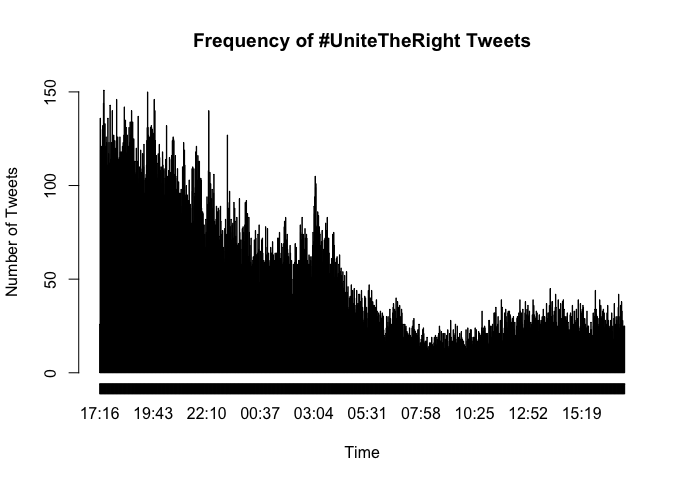 Frequency of #UniteTheRight Tweets
Number of Tweets
150
100
50
0
17:16 19:43 22:10 00:37 03:04 05:31 07:58 10:25 12:52 15:19
Time